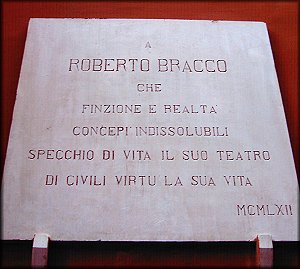 A
ROBERTO BRACCO
CHE
FINZIONE E REALTA'
CONCEPI' INDISSOLUBILI
SPECCHIO DI VITA IL SUO TEATRO
DI CIVILI VIRTU LA SUA VITA
MCMLXII